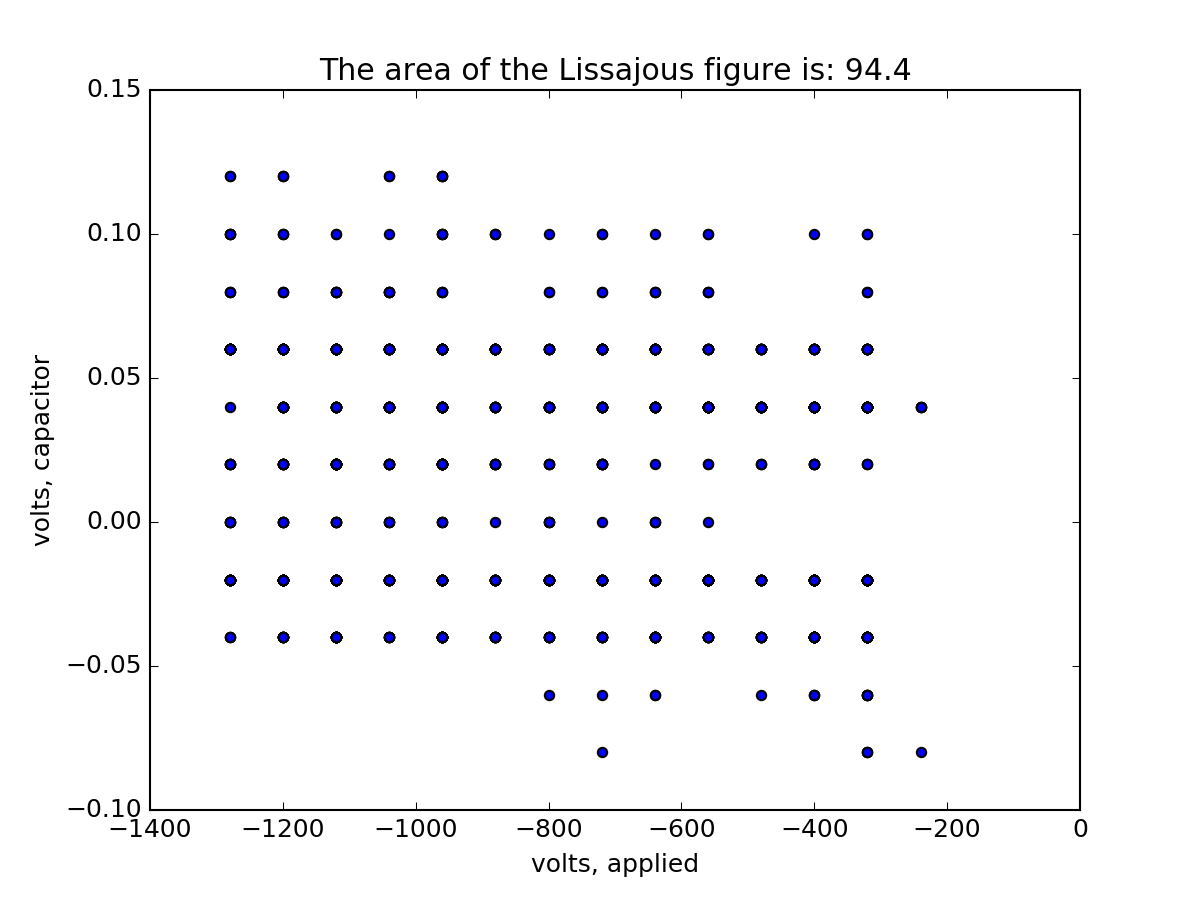 The area of the Lissajous figure is: 94.4
0.15
0.10
0.05
0.00
−0.05
−0.10
−1400 −1200 −1000 −800 −600 −400 −200 0
volts, capacitor
volts, applied